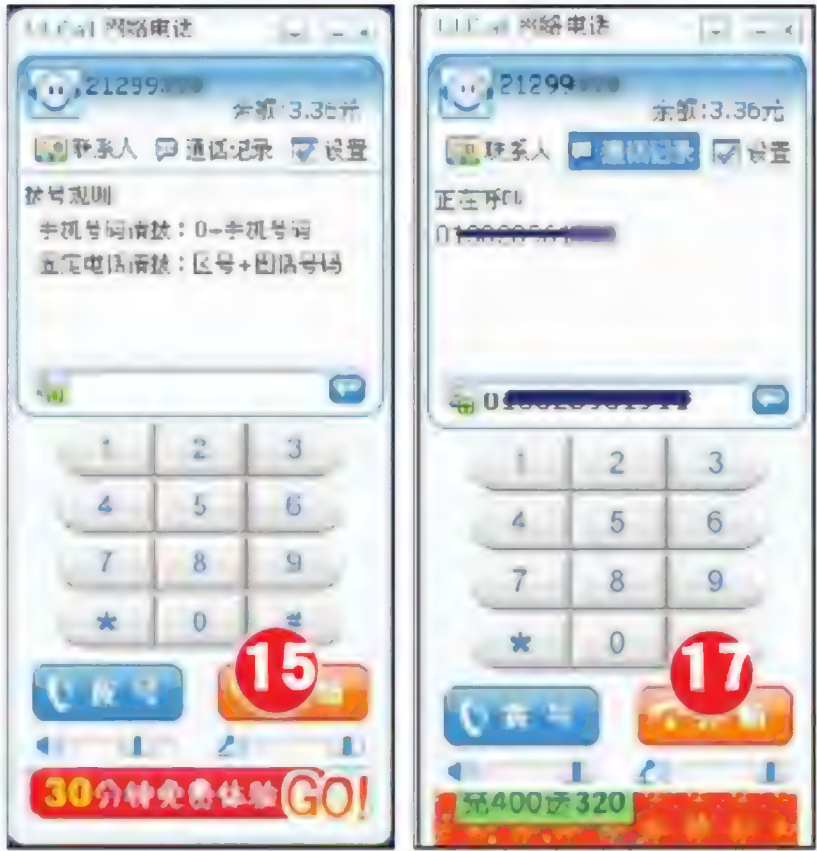 网络电话
21299
余额:3.36元
联系人 通话记录 设置
拨号规则
手机号码请拨：0+手机号码
固定电话请拨：区号+电话号码
1 2 3
4 5 6
7 8 9
* 0 #
15
拨号
30分钟免费体验GO!
网络电话
21299
余额:3.36元
联系人 通话记录 设置
正在呼叫
1 2 3
4 5 6
7 8 9
* 0
17
充400送320